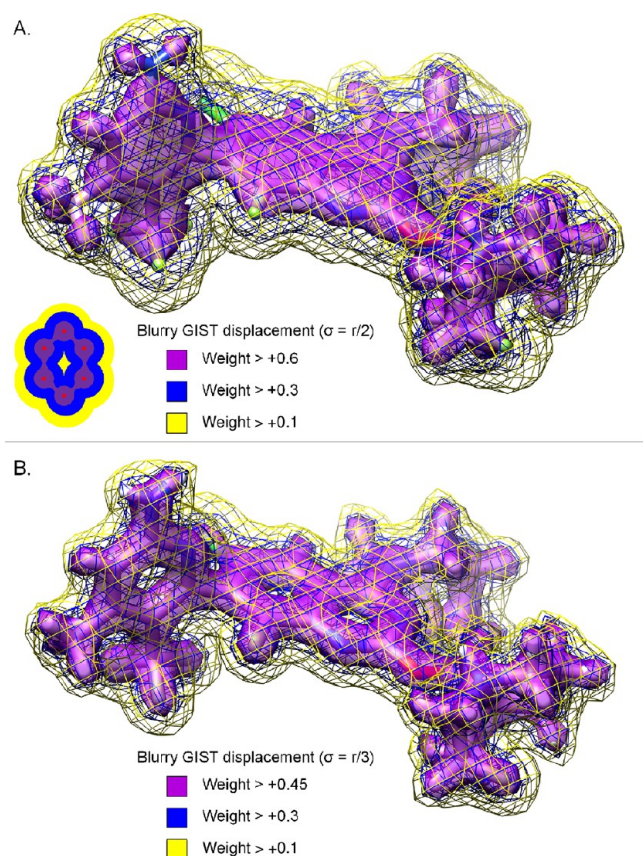 A.
Blurry GIST displacement (σ = r/2)
Weight > +0.6
Weight > +0.3
Weight > +0.1
B.
Blurry GIST displacement (σ = r/3)
Weight > +0.45
Weight > +0.3
Weight > +0.1